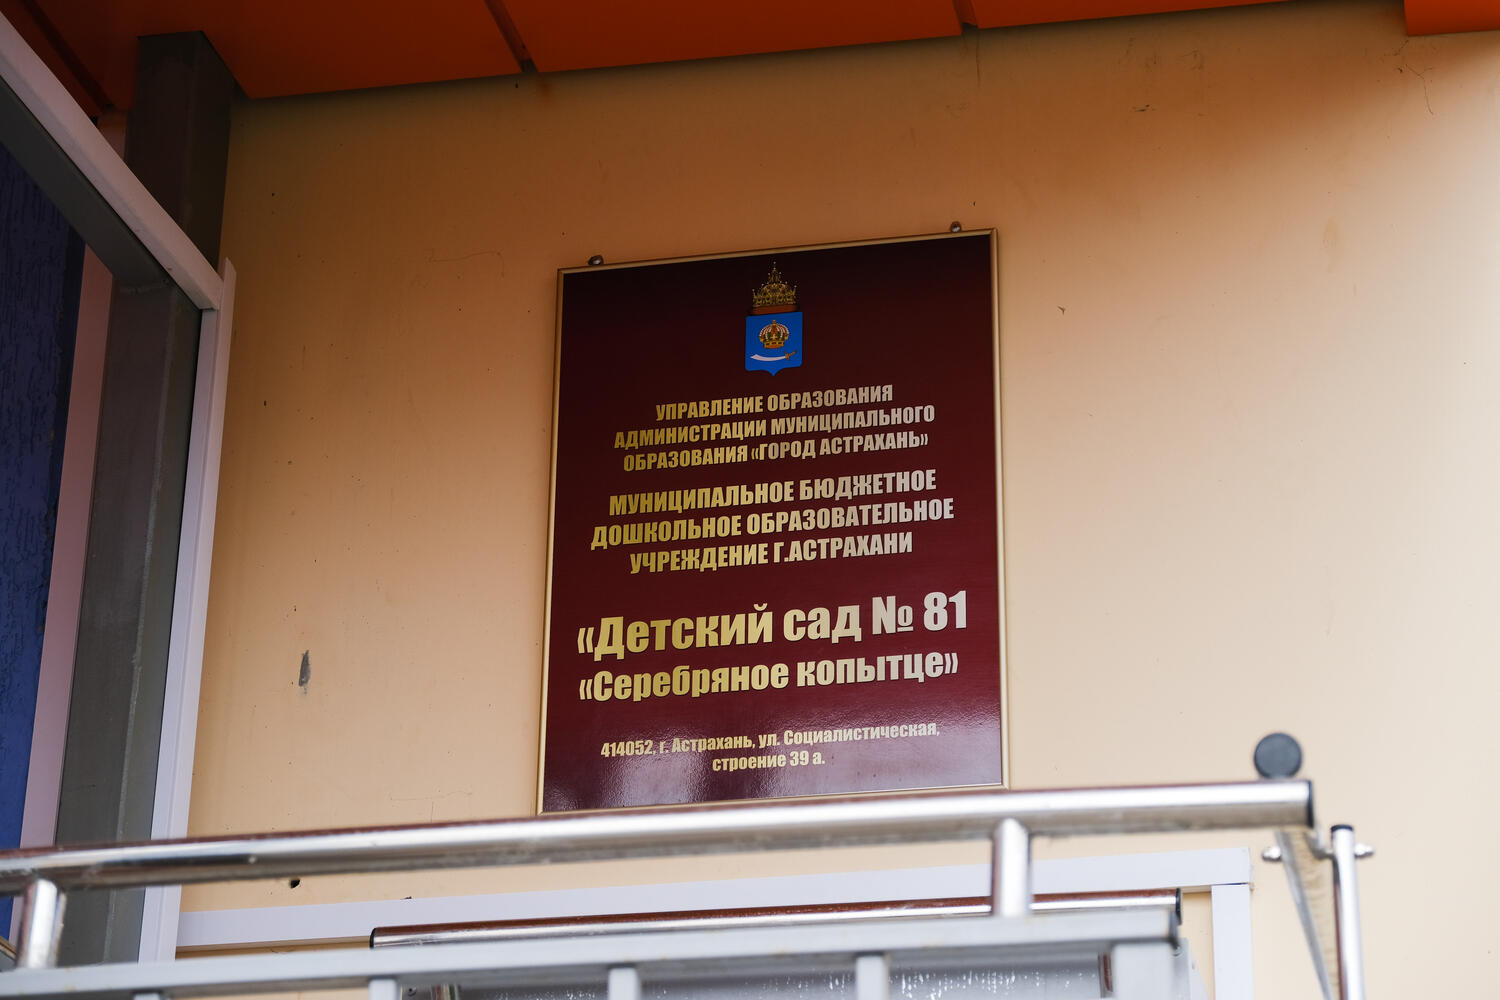 УПРАВЛЕНИЕ ОБРАЗОВАНИЯ
АДМИНИСТРАЦИИ МУНИЦИПАЛЬНОГО
ОБРАЗОВАНИЯ «ГОРОД АСТРАХАНЬ»
МУНИЦИПАЛЬНОЕ БЮДЖЕТНОЕ
ДОШКОЛЬНОЕ ОБРАЗОВАТЕЛЬНОЕ
УЧРЕЖДЕНИЕ Г.АСТРАХАНИ
«Детский сад № 81
«Серебряное копытце»
414052, г. Астрахань, ул. Социалистическая,
строение 39 а.